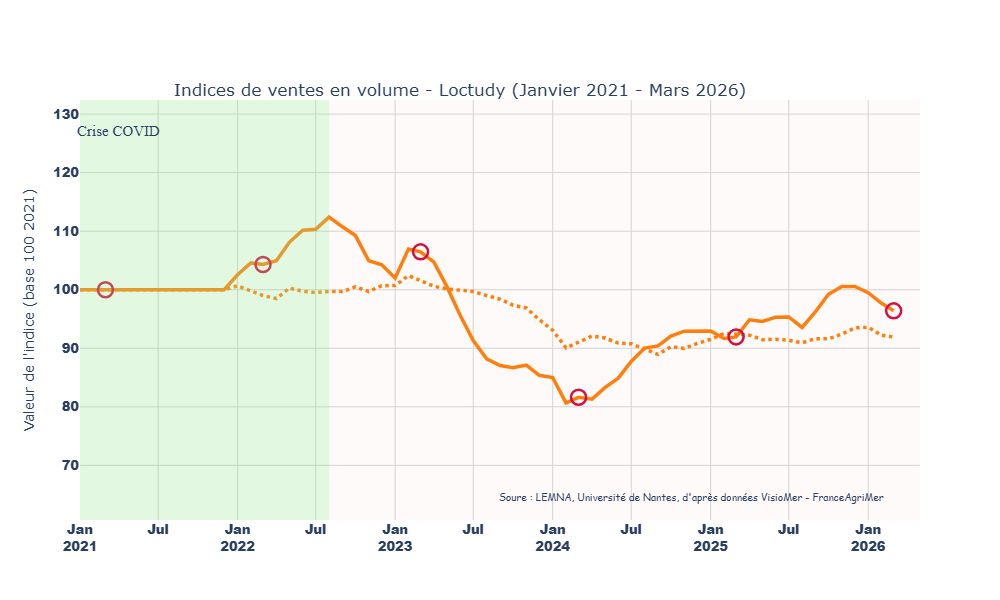 Indices de ventes en volume - Loctudy (Janvier 2021 - Mars 2026)
Valeur de l'indice (base 100 2021)
130
120
110
100
90
80
70
Crise COVID
Soure : LEMNA, Université de Nantes, d'après données VisioMer - FranceAgriMer
Jan Jul Jan Jul Jan Jul Jan Jul Jan Jul Jan
2021 2022 2023 2024 2025 2026